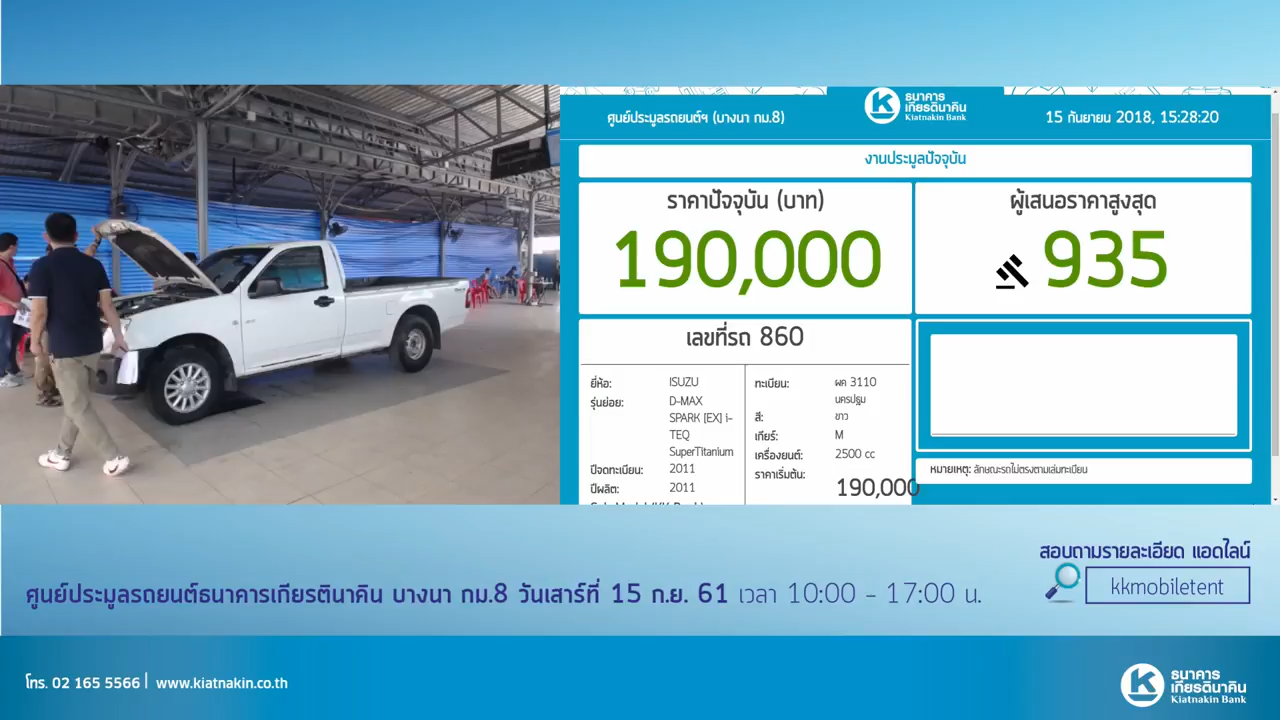 ศูนย์ประมูลรถยนต์ฯ (บางนา กม.8)
ธนาคาร
เกียรตินาคิน
Kiatnakin Bank
15 กันยายน 2018, 15:28:20
งานประมูลปัจจุบัน
ราคาปัจจุบัน (บาท)
190,000
ผู้เสนอราคาสูงสุด
935
เลขที่รถ 860
ยี่ห้อ: ISUZU
รุ่นย่อย: D-MAX
SPARK [EX] i-
TEQ
SuperTitanium
ปีจดทะเบียน: 2011
ปีผลิต: 2011
ทะเบียน: ผค 3110
นครปฐม
สี: ขาว
เกียร์: M
เครื่องยนต์: 2500 cc
ราคาเริ่มต้น:
190,000
หมายเหตุ: ลักษณะรถไม่ตรงตามเล่มทะเบียน
สอบถามรายละเอียด แอดไลน์
kkmobiletent
ศูนย์ประมูลรถยนต์ธนาคารเกียรตินาคิน บางนา กม.8 วันเสาร์ที่ 15 ก.ย. 61 เวลา 10:00 - 17:00 น.
โทร. 02 165 5566 | www.kiatnakin.co.th
ธนาคาร
เกียรตินาคิน
Kiatnakin Bank